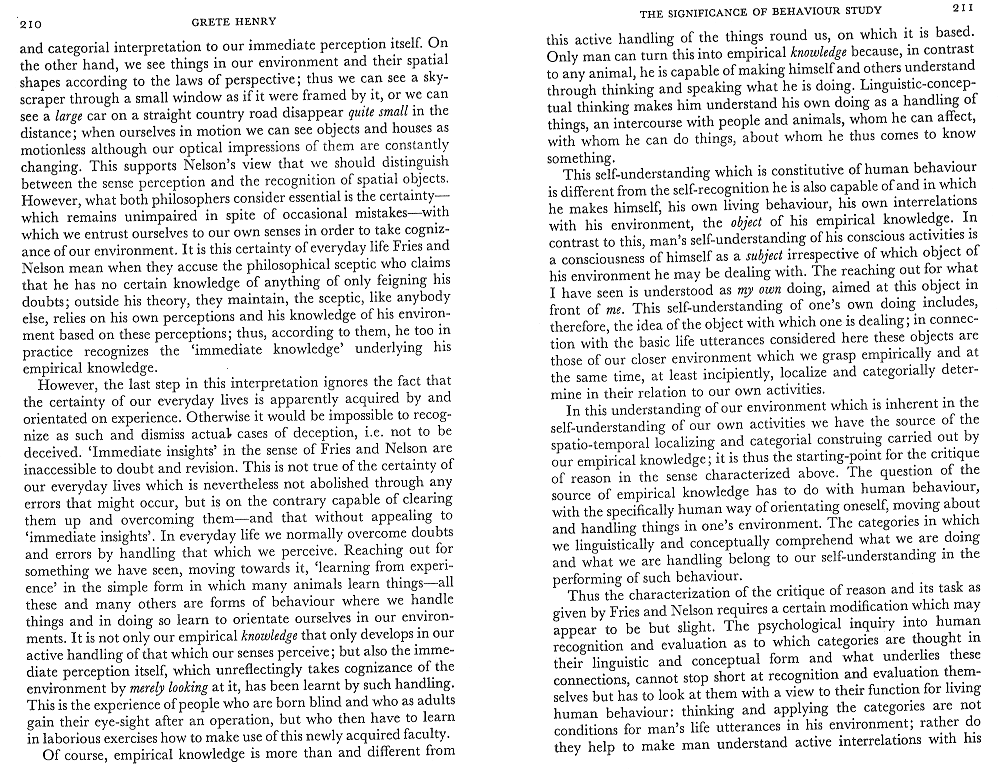 210
GRETE HENRY
and categorial interpretation to our immediate perception itself. On
the other hand, we see things in our environment and their spatial
shapes according to the laws of perspective; thus we can see a sky-
scraper through a small window as if it were framed by it, or we can
see a large car on a straight country road disappear quite small in the
distance; when ourselves in motion we can see objects and houses as
motionless although our optical impressions of them are constantly
changing. This supports Nelson's view that we should distinguish
between the sense perception and the recognition of spatial objects.
However, what both philosophers consider essential is the certainty—
which remains unimpaired in spite of occasional mistakes—with
which we entrust ourselves to our own senses in order to take cogniz-
ance of our environment. It is this certainty of everyday life Fries and
Nelson mean when they accuse the philosophical sceptic who claims
that he has no certain knowledge of anything of only feigning his
doubts; outside his theory, they maintain, the sceptic, like anybody
else, relies on his own perceptions and his knowledge of his environ-
ment based on these perceptions; thus, according to them, he too in
practice recognizes the 'immediate knowledge' underlying his
empirical knowledge.
However, the last step in this interpretation ignores the fact that
the certainty of our everyday lives is apparently acquired by and
orientated on experience. Otherwise it would be impossible to recog-
nize as such and dismiss actual cases of deception, i.e. not to be
deceived. 'Immediate insights' in the sense of Fries and Nelson are
inaccessible to doubt and revision. This is not true of the certainty of
our everyday lives which is nevertheless not abolished through any
errors that might occur, but is on the contrary capable of clearing
them up and overcoming them—and that without appealing to
'immediate insights'. In everyday life we normally overcome doubts
and errors by handling that which we perceive. Reaching out for
something we have seen, moving towards it, 'learning from experi-
ence' in the simple form in which many animals learn things—all
these and many others are forms of behaviour where we handle
things and in doing so learn to orientate ourselves in our environ-
ments. It is not only our empirical knowledge that only develops in our
active handling of that which our senses perceive; but also the imme-
diate perception itself, which unreflectingly takes cognizance of the
environment by merely looking at it, has been learnt by such handling.
This is the experience of people who are born blind and who as adults
gain their eye-sight after an operation, but who then have to learn
in laborious exercises how to make use of this newly acquired faculty.
Of course, empirical knowledge is more than and different from
THE SIGNIFICANCE OF BEHAVIOUR STUDY
211
this active handling of the things round us, on which it is based.
Only man can turn this into empirical knowledge because, in contrast
to any animal, he is capable of making himself and others understand
through thinking and speaking what he is doing. Linguistic-concep-
tual thinking makes him understand his own doing as a handling of
things, an intercourse with people and animals, whom he can affect,
with whom he can do things, about whom he thus comes to know
something.
This self-understanding which is constitutive of human behaviour
is different from the self-recognition he is also capable of and in which
he makes himself, his own living behaviour, his own interrelations
with his environment, the object of his empirical knowledge. In
contrast to this, man's self-understanding of his conscious activities is
a consciousness of himself as a subject irrespective of which object of
his environment he may be dealing with. The reaching out for what
I have seen is understood as my own doing, aimed at this object in
front of me. This self-understanding of one's own doing includes,
therefore, the idea of the object with which one is dealing; in connec-
tion with the basic life utterances considered here these objects are
those of our closer environment which we grasp empirically and at
the same time, at least incipiently, localize and categorially deter-
mine in their relation to our own activities.
In this understanding of our environment which is inherent in the
self-understanding of our own activities we have the source of the
spatio-temporal localizing and categorial construing carried out by
our empirical knowledge; it is thus the starting-point for the critique
of reason in the sense characterized above. The question of the
source of empirical knowledge has to do with human behaviour,
with the specifically human way of orientating oneself, moving about
and handling things in one's environment. The categories in which
we linguistically and conceptually comprehend what we are doing
and what we are handling belong to our self-understanding in the
performing of such behaviour.
Thus the characterization of the critique of reason and its task as
given by Fries and Nelson requires a certain modification which may
appear to be but slight. The psychological inquiry into human
recognition and evaluation as to which categories are thought in
their linguistic and conceptual form and what underlies these
connections, cannot stop short at recognition and evaluation them-
selves but has to look at them with a view to their function for living
human behaviour: thinking and applying the categories are not
conditions for man's life utterances in his environment; rather do
they help to make man understand active interrelations with his